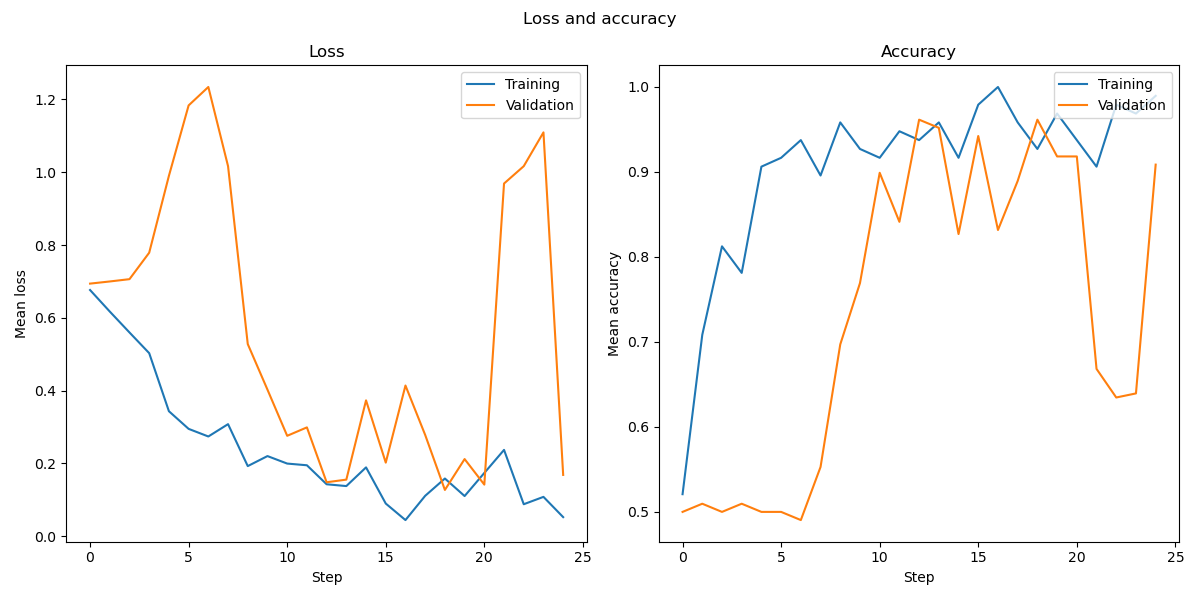 Loss and accuracy
Loss
Training
Validation
1.2
1.0
0.8
0.6
0.4
0.2
0.0
Mean loss
0 5 10 15 20 25
Step
Accuracy
Training
Validation
1.0
0.9
0.8
0.7
0.6
0.5
Mean accuracy
0 5 10 15 20 25
Step